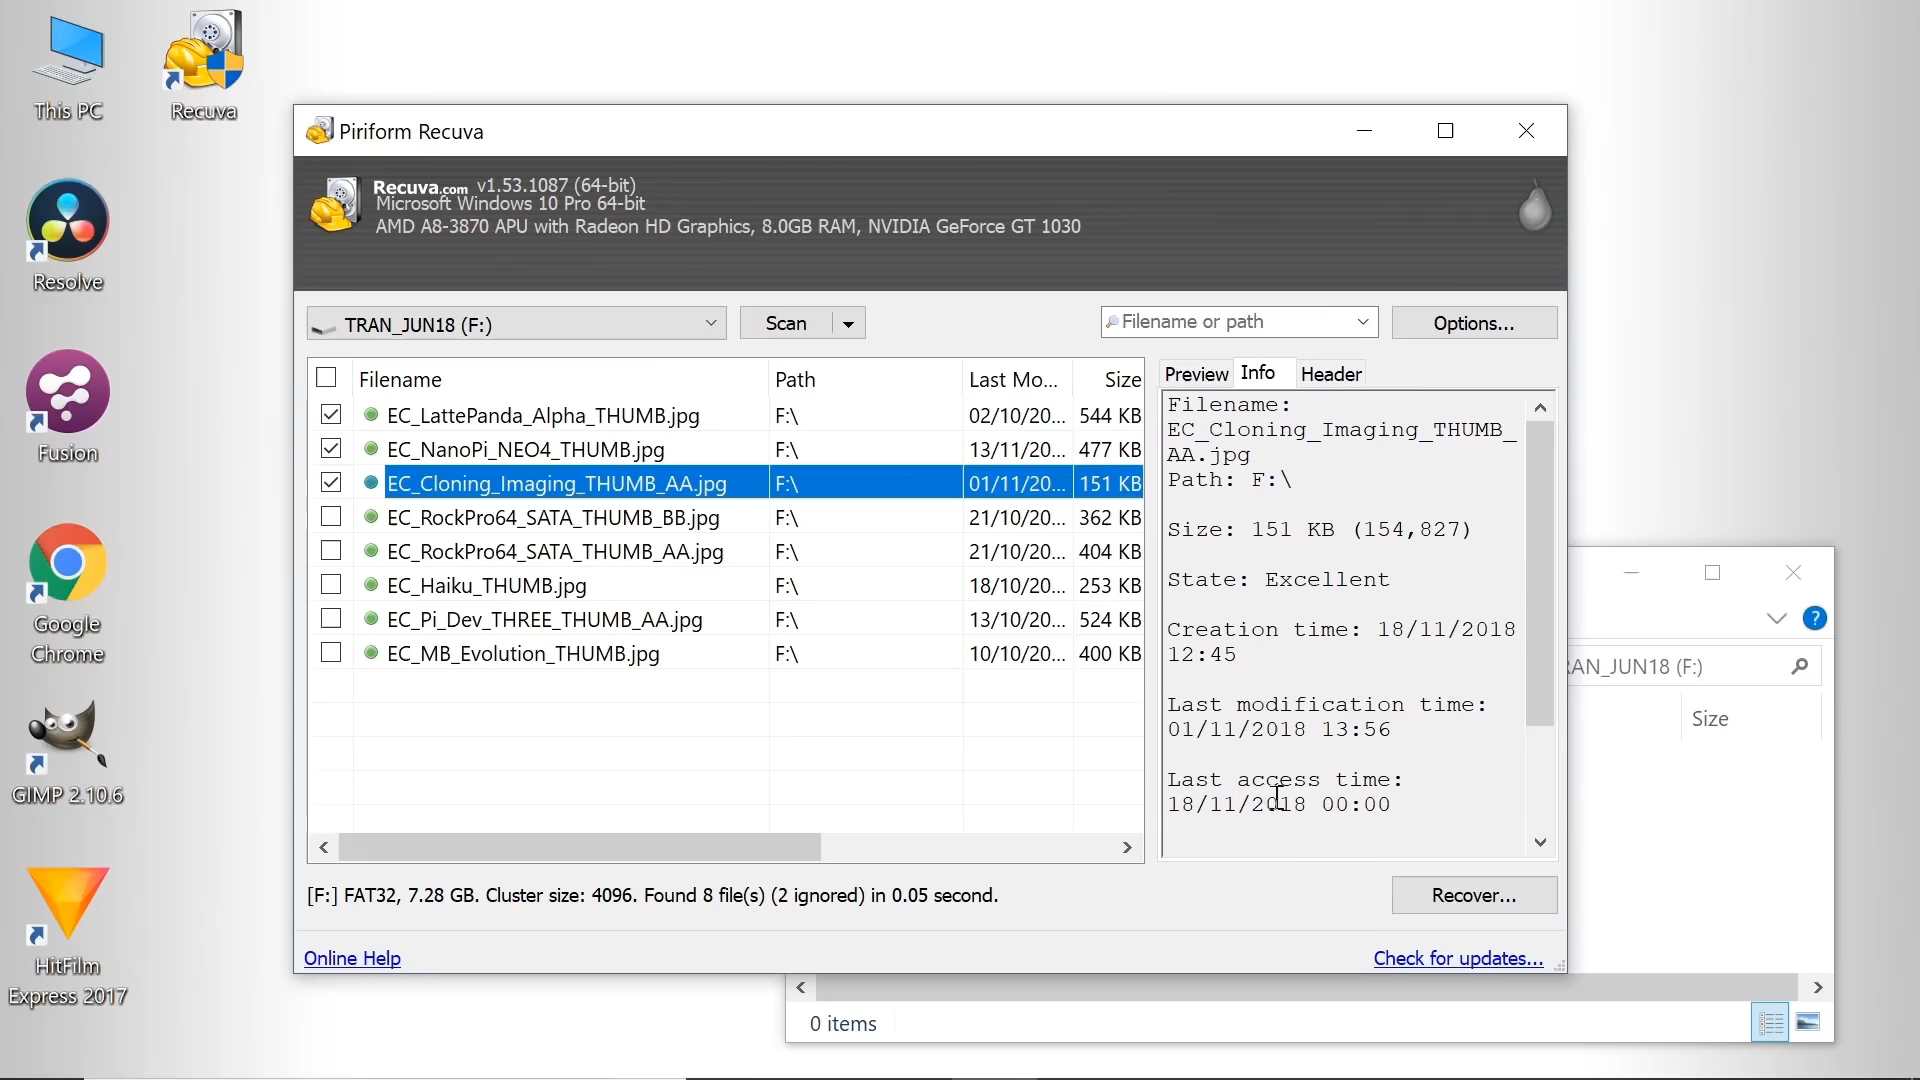 This PC
Recuva
Resolve
Fusion
Google
Chrome
GIMP 2.10.6
HitFilm
Express 2017
Piriform Recuva
Recuva.com v1.53.1087 (64-bit)
Microsoft Windows 10 Pro 64-bit
AMD A8-3870 APU with Radeon HD Graphics, 8.0GB RAM, NVIDIA GeForce GT 1030
TRAN_JUN18 (F:)
Scan
Filename or path
Options...
Filename Path Last Mo... Size
EC_LattePanda_Alpha_THUMB.jpg F:\ 02/10/20... 544 KB
EC_NanoPi_NEO4_THUMB.jpg F:\ 13/11/20... 477 KB
EC_Cloning_Imaging_THUMB_AA.jpg F:\ 01/11/20... 151 KB
EC_RockPro64_SATA_THUMB_BB.jpg F:\ 21/10/20... 362 KB
EC_RockPro64_SATA_THUMB_AA.jpg F:\ 21/10/20... 404 KB
EC_Haiku_THUMB.jpg F:\ 18/10/20... 253 KB
EC_Pi_Dev_THREE_THUMB_AA.jpg F:\ 13/10/20... 524 KB
EC_MB_Evolution_THUMB.jpg F:\ 10/10/20... 400 KB
Preview Info Header
Filename:
EC_Cloning_Imaging_THUMB_
AA.jpg
Path: F:\
Size: 151 KB (154,827)
State: Excellent
Creation time: 18/11/2018
12:45
Last modification time:
01/11/2018 13:56
Last access time:
18/11/2018 00:00
[F:] FAT32, 7.28 GB. Cluster size: 4096. Found 8 file(s) (2 ignored) in 0.05 second.
Recover...
Online Help
Check for updates...
?
RAN_JUN18 (F:)
Size
0 items